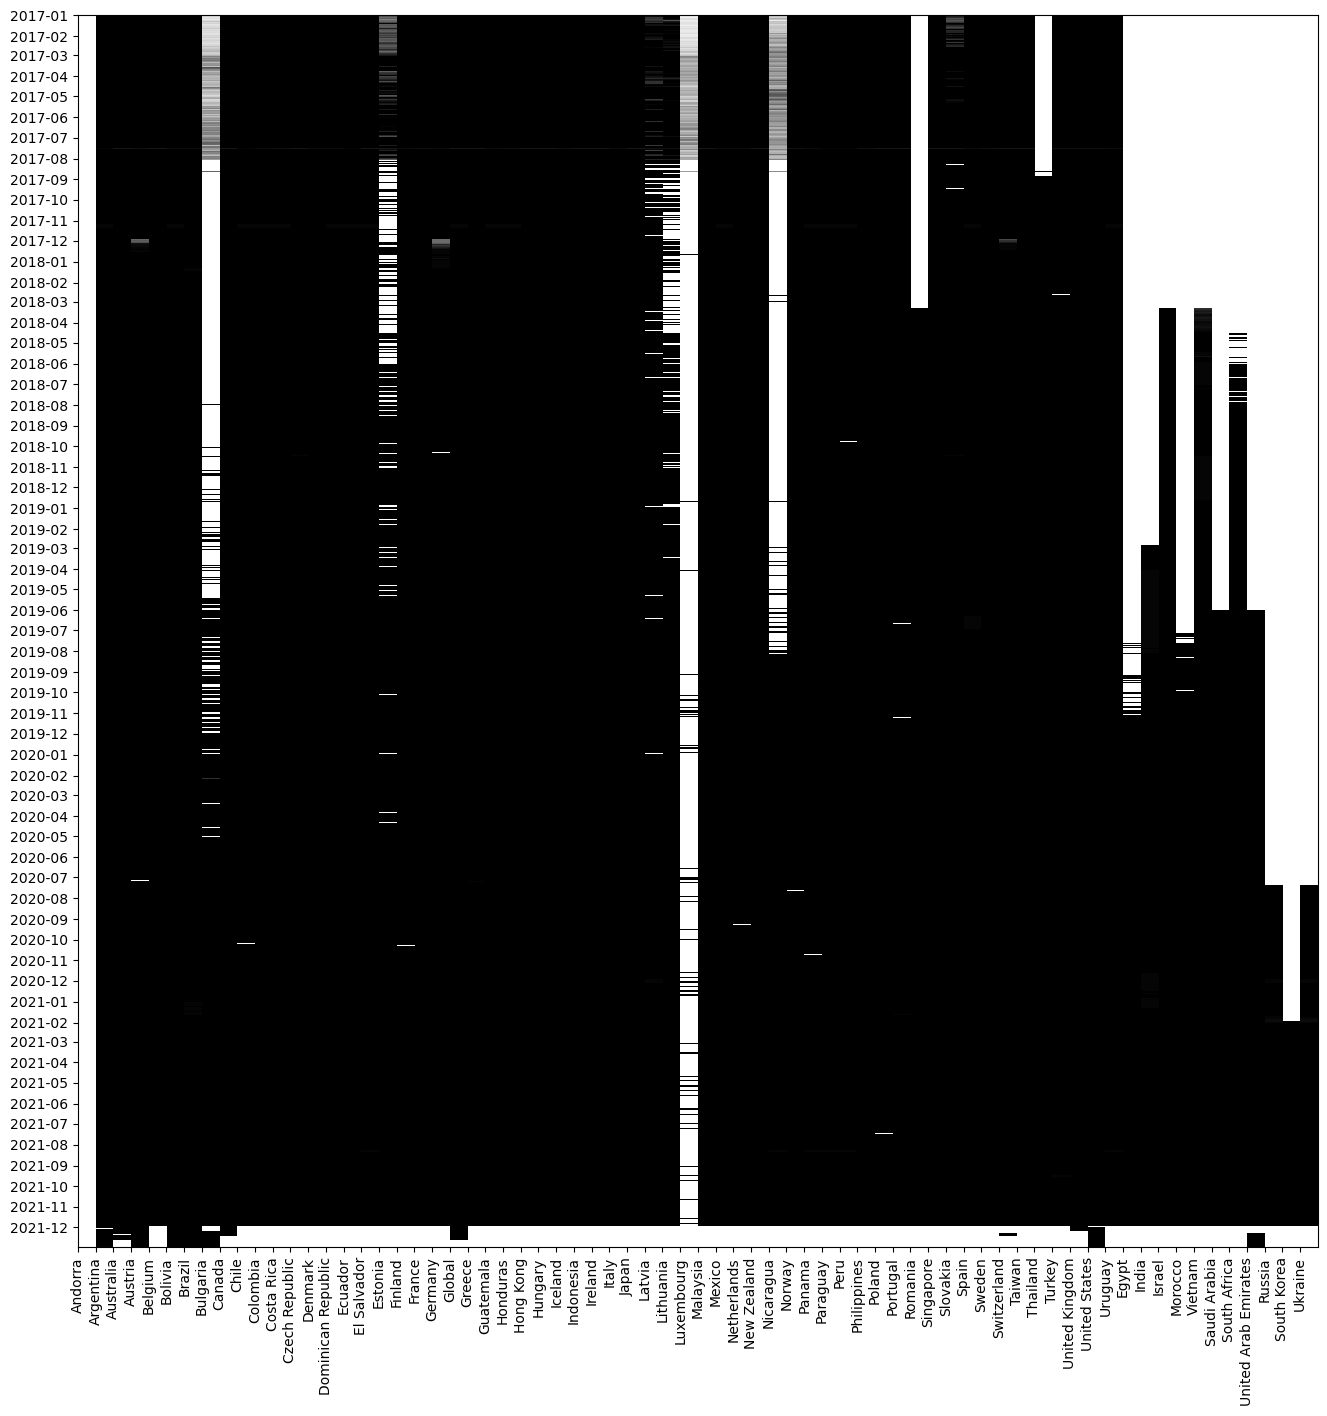 2017-01
2017-02
2017-03
2017-04
2017-05
2017-06
2017-07
2017-08
2017-09
2017-10
2017-11
2017-12
2018-01
2018-02
2018-03
2018-04
2018-05
2018-06
2018-07
2018-08
2018-09
2018-10
2018-11
2018-12
2019-01
2019-02
2019-03
2019-04
2019-05
2019-06
2019-07
2019-08
2019-09
2019-10
2019-11
2019-12
2020-01
2020-02
2020-03
2020-04
2020-05
2020-06
2020-07
2020-08
2020-09
2020-10
2020-11
2020-12
2021-01
2021-02
2021-03
2021-04
2021-05
2021-06
2021-07
2021-08
2021-09
2021-10
2021-11
2021-12
Andorra
Argentina
Australia
Austria
Belgium
Bolivia
Brazil
Bulgaria
Canada
Chile
Colombia
Costa Rica
Czech Republic
Denmark
Dominican Republic
Ecuador
El Salvador
Estonia
Finland
France
Germany
Global
Greece
Guatemala
Honduras
Hong Kong
Hungary
Iceland
Indonesia
Ireland
Italy
Japan
Latvia
Lithuania
Luxembourg
Malaysia
Mexico
Netherlands
New Zealand
Nicaragua
Norway
Panama
Paraguay
Peru
Philippines
Poland
Portugal
Romania
Singapore
Slovakia
Spain
Sweden
Switzerland
Taiwan
Thailand
Turkey
United Kingdom
United States
Uruguay
Egypt
India
Israel
Morocco
Vietnam
Saudi Arabia
South Africa
United Arab Emirates
Russia
South Korea
Ukraine